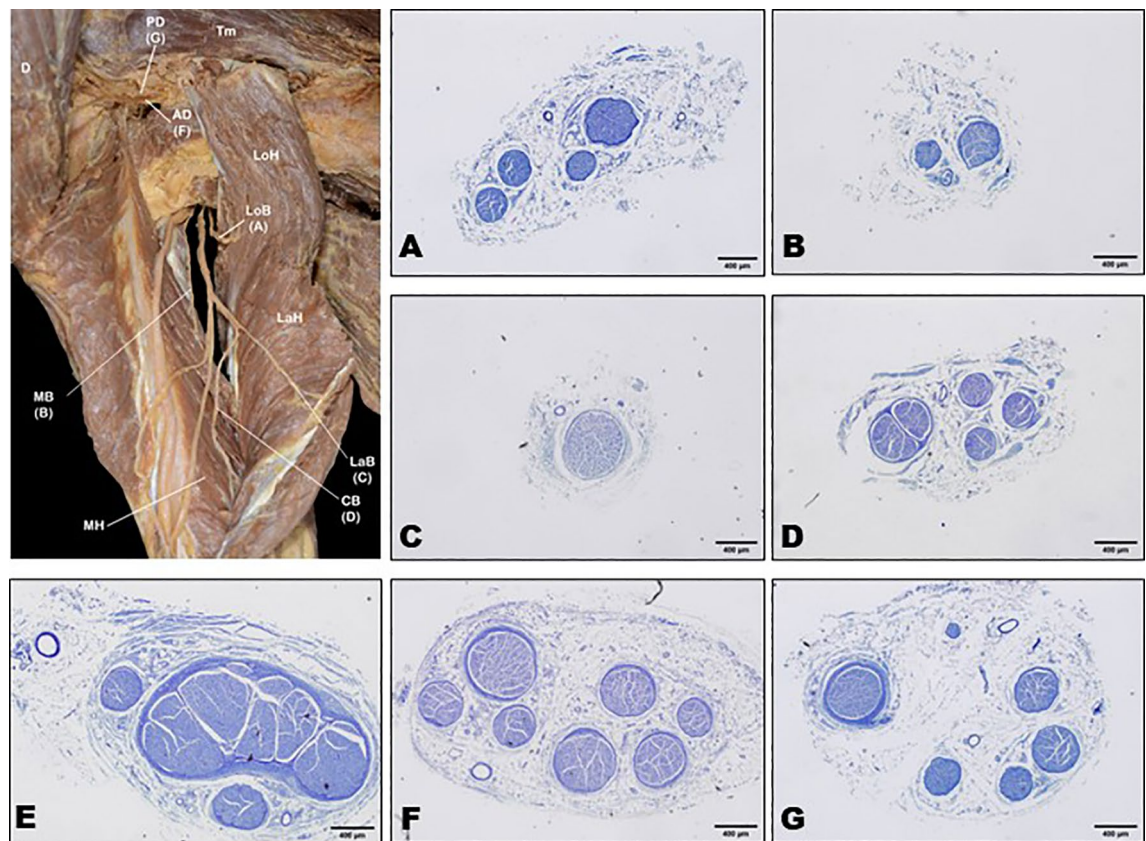 PD
(G)
Tm
D
AD
(F)
LoH
LoB
(A)
LaH
MB
(B)
LaB
(C)
CB
(D)
MH
A
400 µm
B
400 µm
C
400 µm
D
400 µm
E
400 µm
F
400 µm
G
400 µm